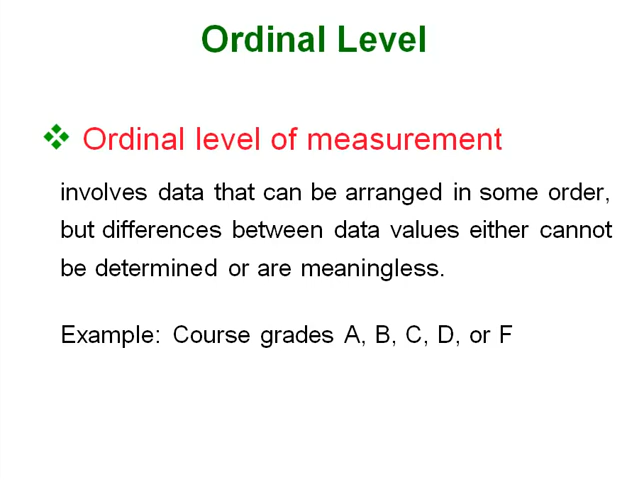 Ordinal Level
Ordinal level of measurement
involves data that can be arranged in some order,
but differences between data values either cannot
be determined or are meaningless.
Example: Course grades A, B, C, D, or F